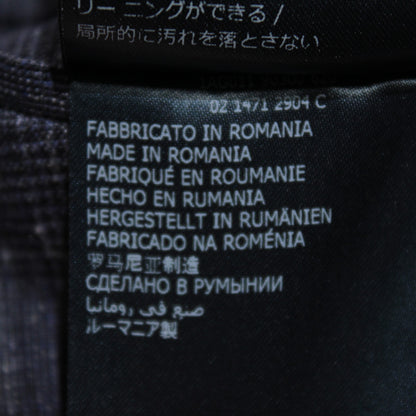 リーニングができる/
局所的に汚れを落とさない
02 1471 2904 C
FABBRICATO IN ROMANIA
MADE IN ROMANIA
FABRIQUÉ EN ROUMANIE
HECHO EN RUMANIA
HERGESTELLT IN RUMÄNIEN
FABRICADO NA ROMÉNIA
罗马尼亚制造
СДЕЛАНО В РУМЫНИИ
صنع في رومانيا
ルーマニア製